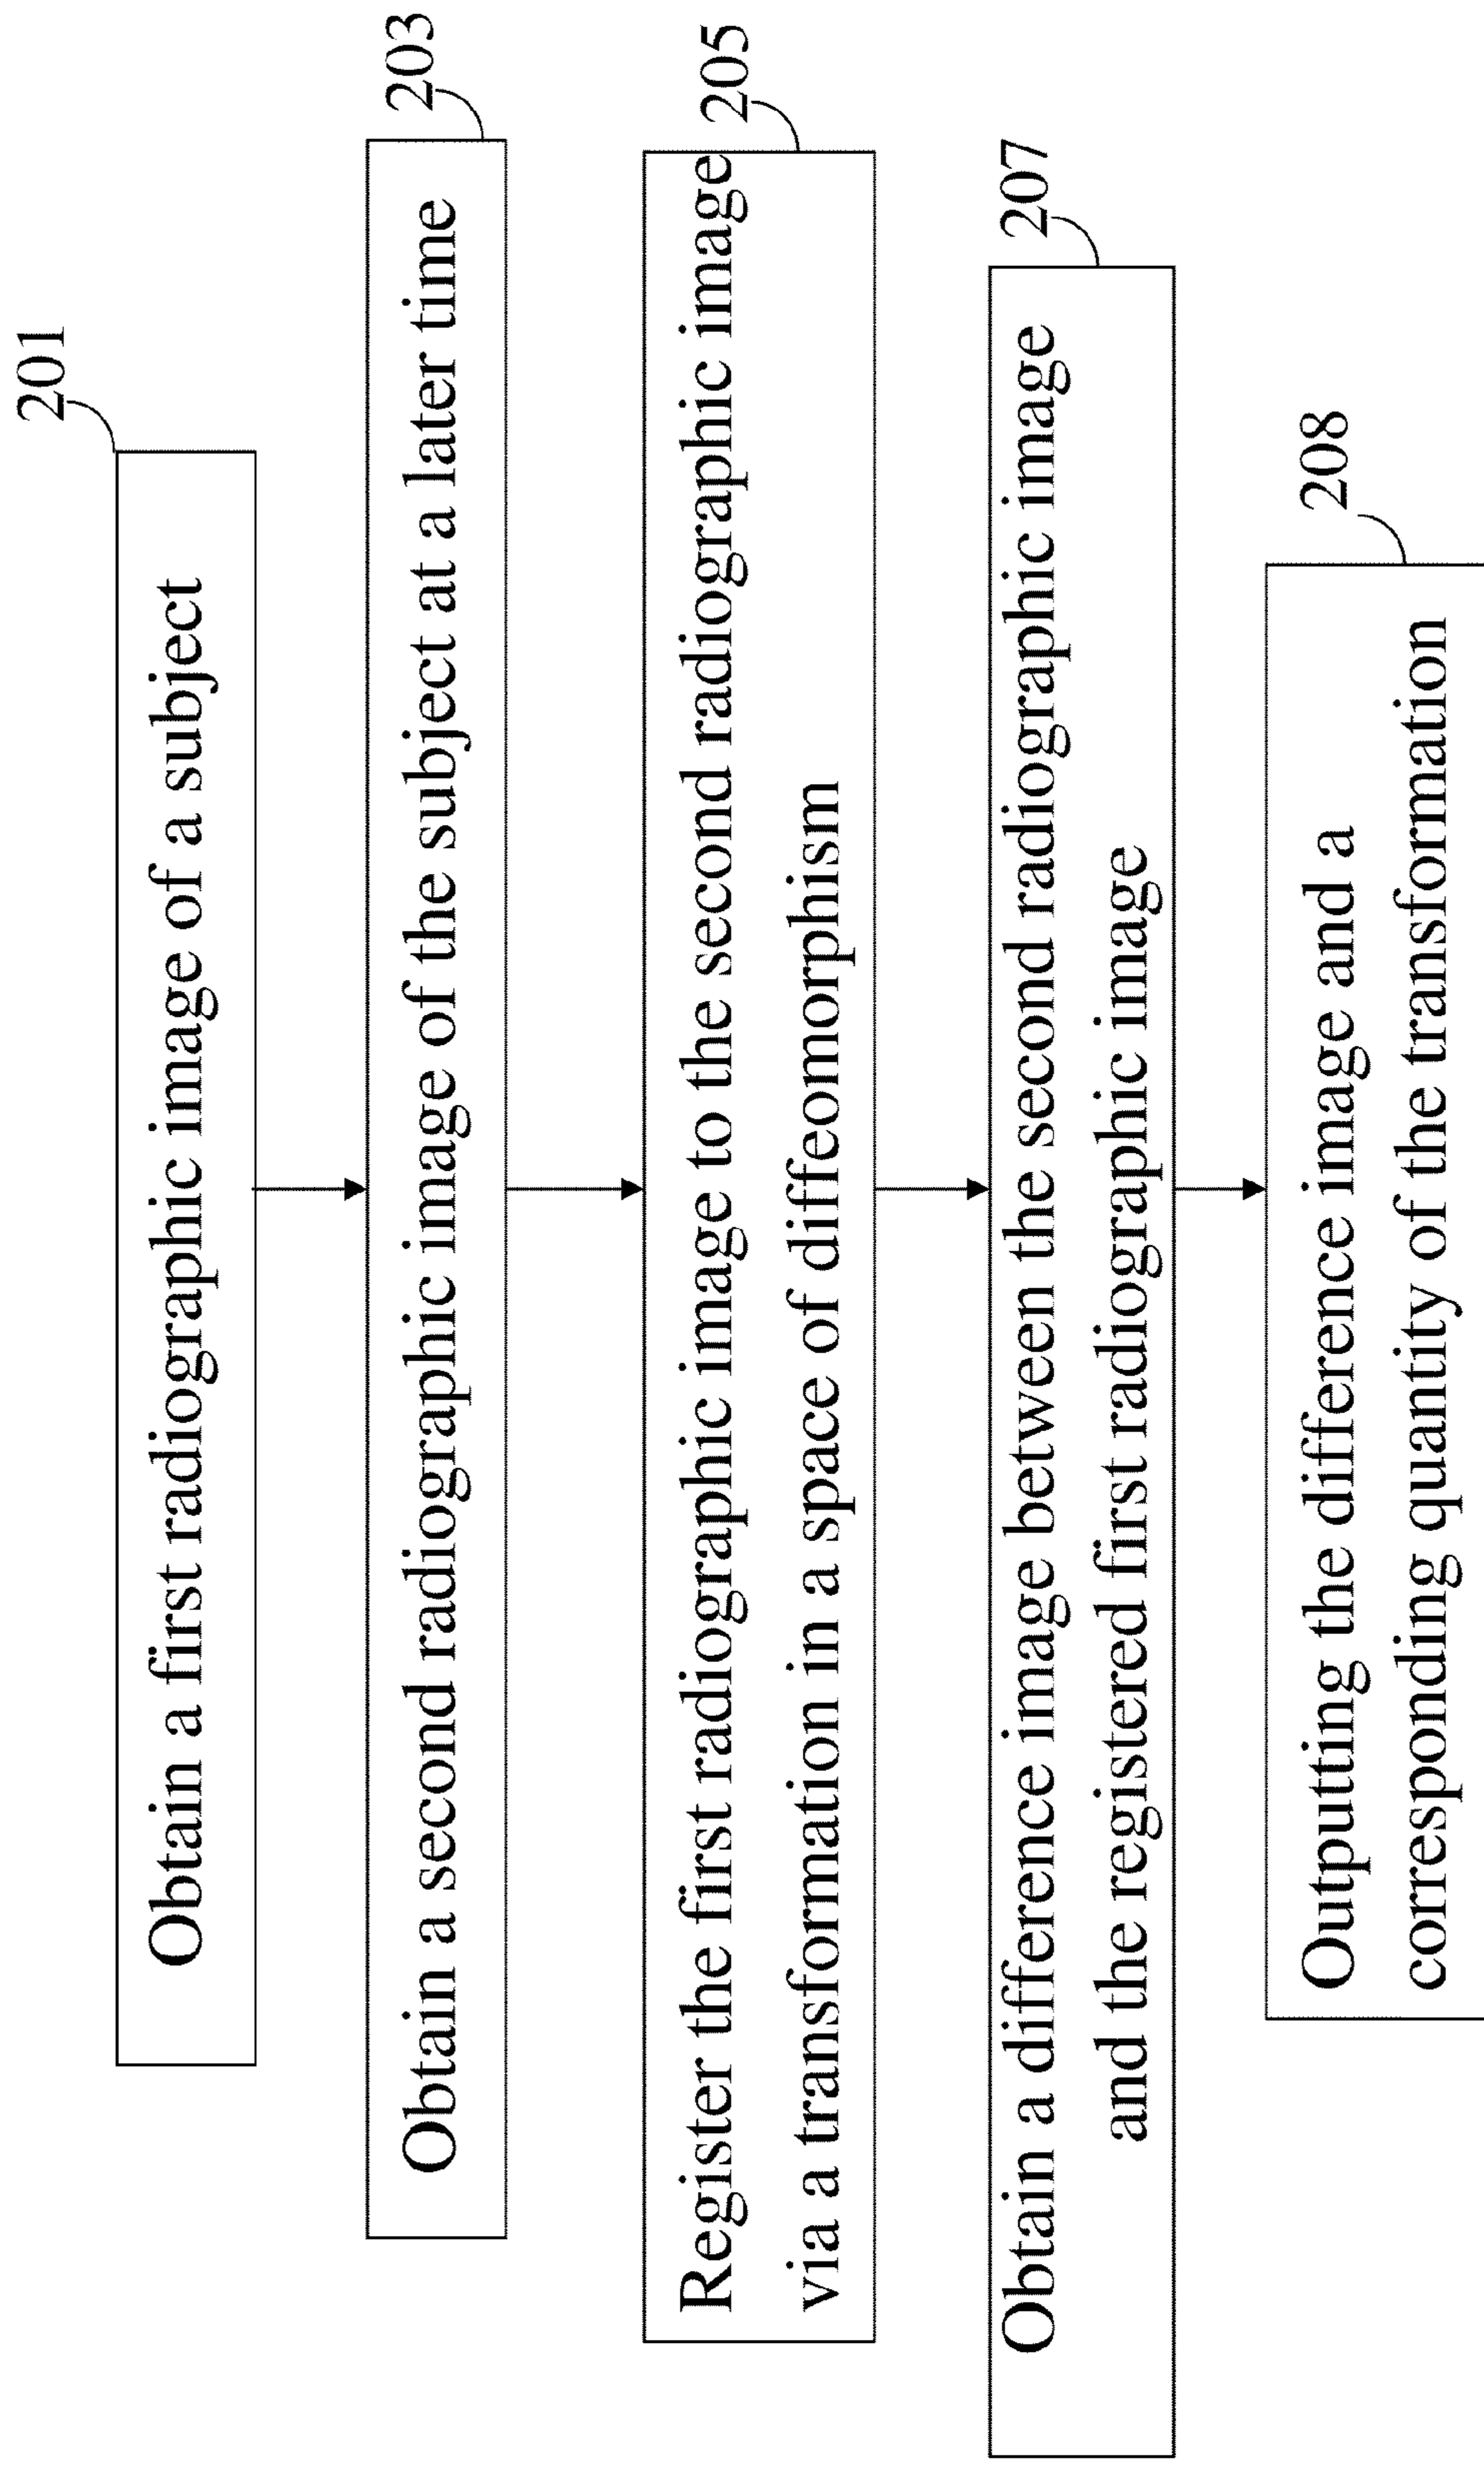 201
Obtain a first radiographic image of a subject
203
Obtain a second radiographic image of the subject at a later time
205
Register the first radiographic image to the second radiographic image
via a transformation in a space of diffeomorphism
207
Obtain a difference image between the second radiographic image
and the registered first radiographic image
208
Outputting the difference image and a
corresponding quantity of the transformation